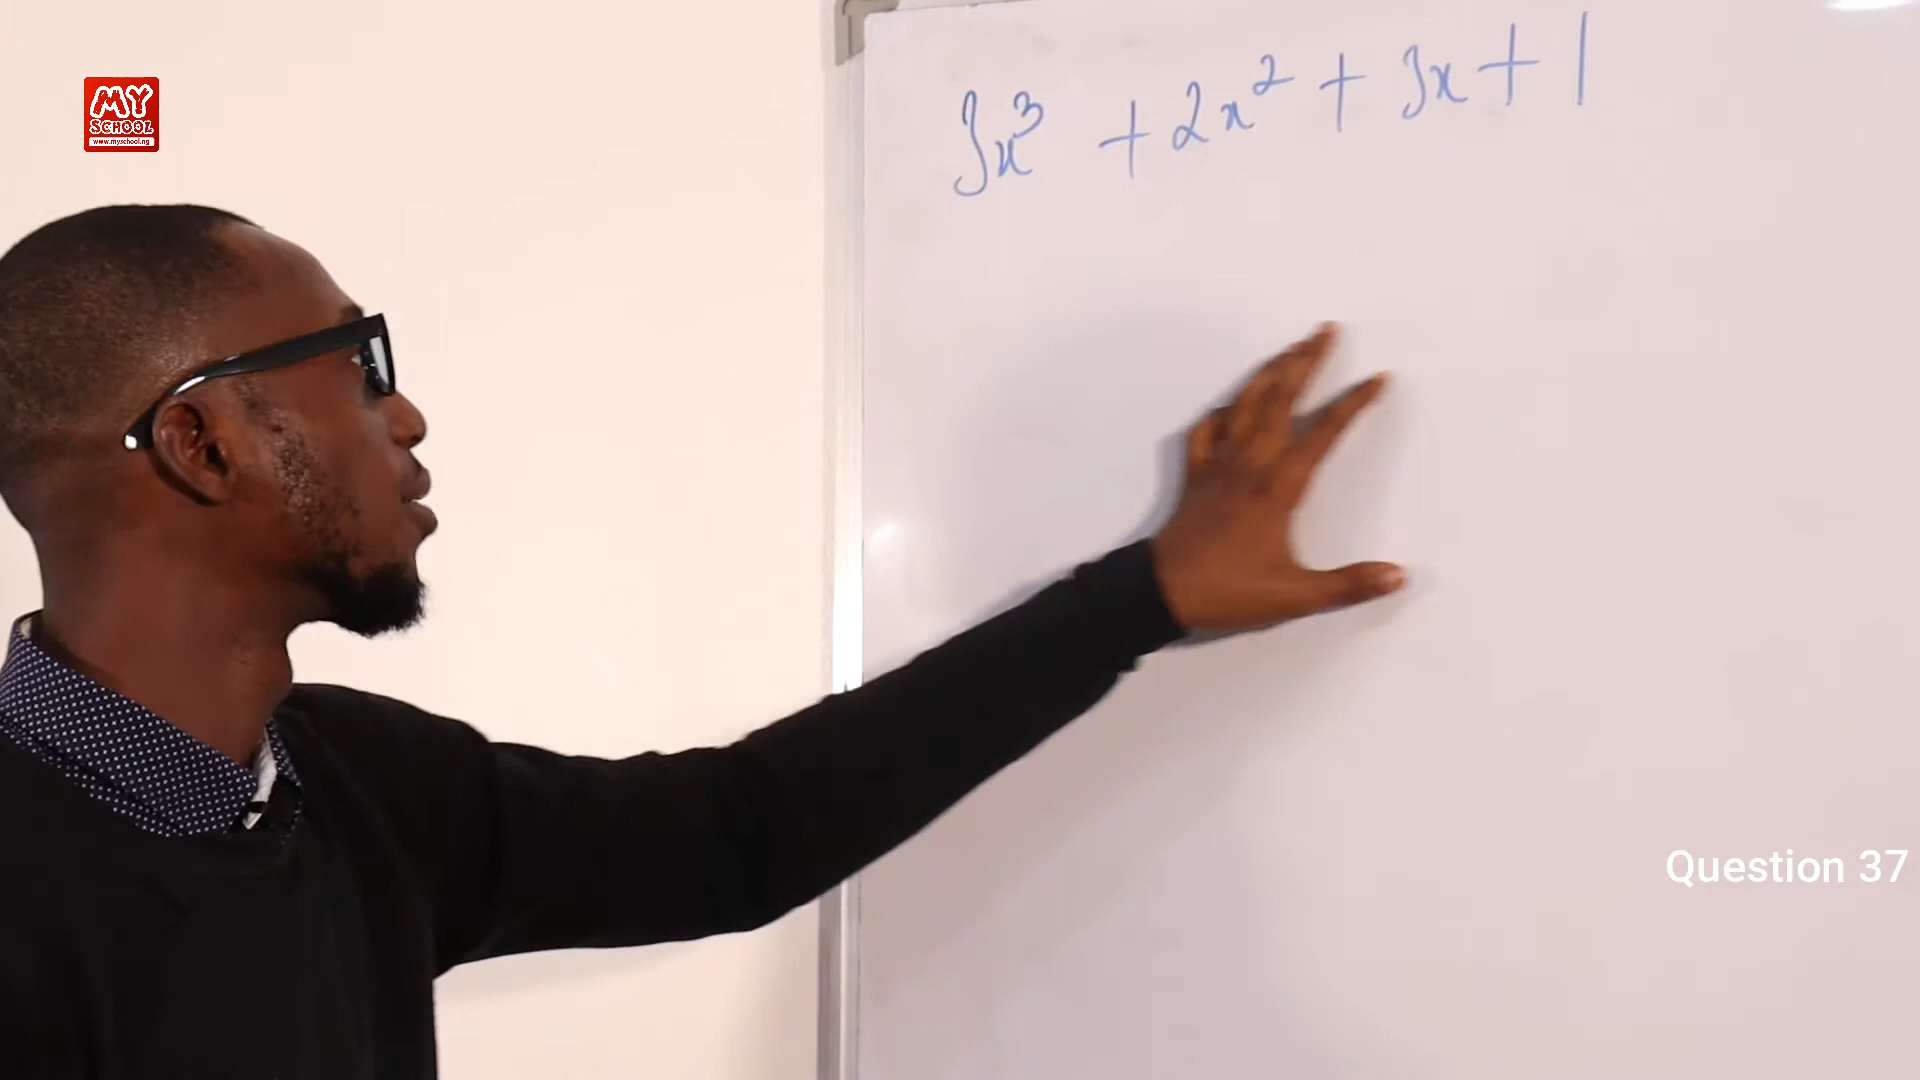 MY
SCHOOL
www.myschool.ng
3x³ + 2x² + 3x + 1
Question 37